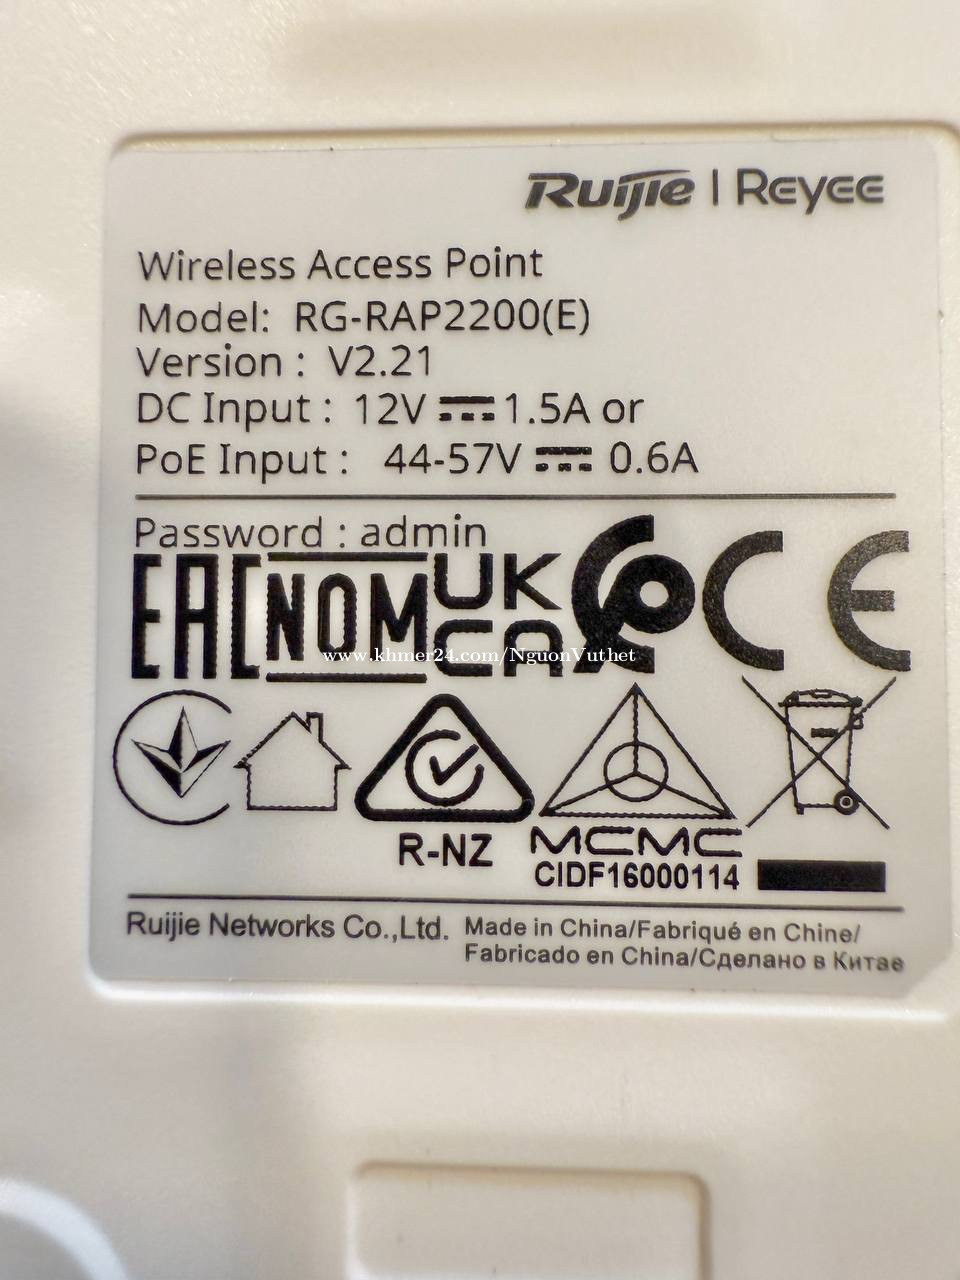 Ruijie | Reyee
Wireless Access Point
Model: RG-RAP2200(E)
Version : V2.21
DC Input : 12V ⎓ 1.5A or
PoE Input : 44-57V ⎓ 0.6A
Password : admin
EAC NOM UK CA CE
www.khmer24.com/NguonVuthet
R-NZ
MCMC
CIDF16000114
Ruijie Networks Co.,Ltd. Made in China/Fabriqué en Chine/
Fabricado en China/Сделано в Китае